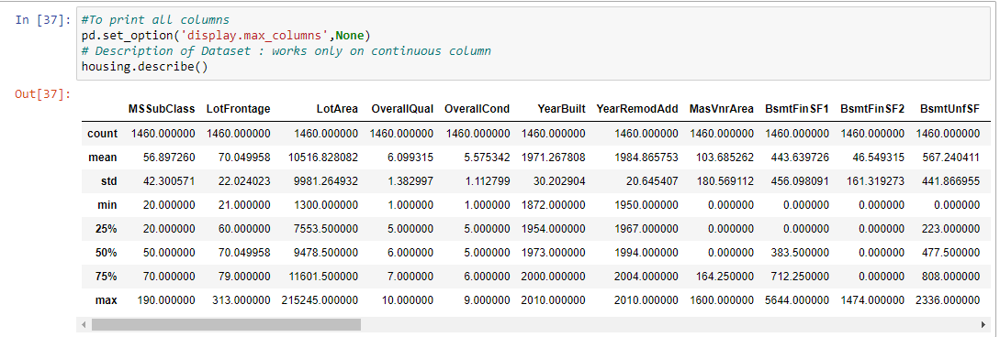 In [37]: #To print all columns
pd.set_option('display.max_columns',None)
# Description of Dataset : works only on continuous column
housing.describe()
Out[37]:
MSSubClass LotFrontage LotArea OverallQual OverallCond YearBuilt YearRemodAdd MasVnrArea BsmtFinSF1 BsmtFinSF2 BsmtUnfSF
count 1460.000000 1460.000000 1460.000000 1460.000000 1460.000000 1460.000000 1460.000000 1460.000000 1460.000000 1460.000000 1460.000000
mean 56.897260 70.049958 10516.828082 6.099315 5.575342 1971.267808 1984.865753 103.685262 443.639726 46.549315 567.240411
std 42.300571 22.024023 9981.264932 1.382997 1.112799 30.202904 20.645407 180.569112 456.098091 161.319273 441.866955
min 20.000000 21.000000 1300.000000 1.000000 1.000000 1872.000000 1950.000000 0.000000 0.000000 0.000000 0.000000
25% 20.000000 60.000000 7553.500000 5.000000 5.000000 1954.000000 1967.000000 0.000000 0.000000 0.000000 223.000000
50% 50.000000 70.049958 9478.500000 6.000000 5.000000 1973.000000 1994.000000 0.000000 383.500000 0.000000 477.500000
75% 70.000000 79.000000 11601.500000 7.000000 6.000000 2000.000000 2004.000000 164.250000 712.250000 0.000000 808.000000
max 190.000000 313.000000 215245.000000 10.000000 9.000000 2010.000000 2010.000000 1600.000000 5644.000000 1474.000000 2336.000000